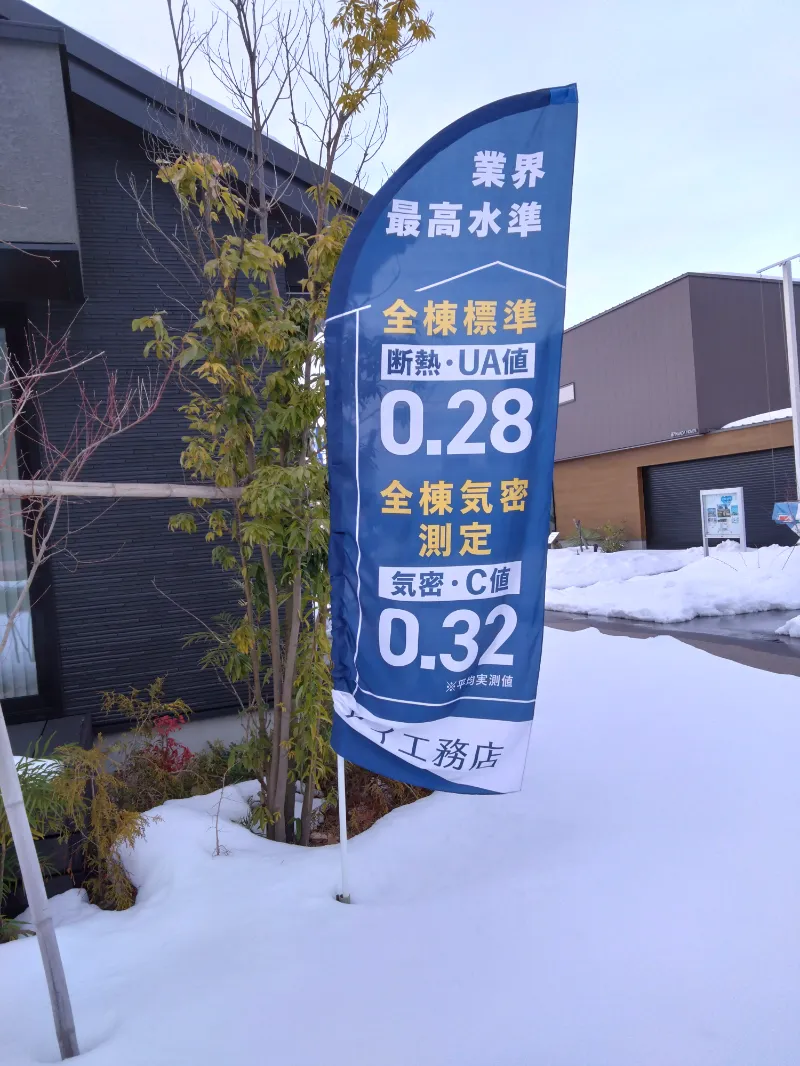 業界
最高水準
全棟標準
断熱・UA値
0.28
全棟気密
測定
気密・C値
0.32
※平均実測値
工務店